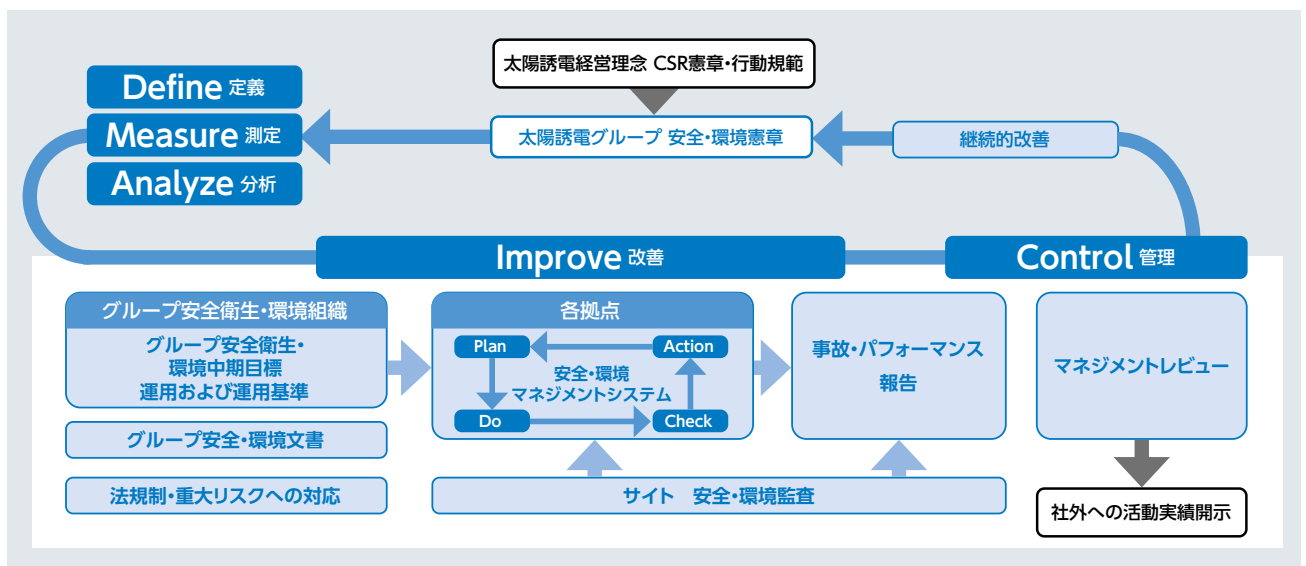 太陽誘電経営理念 CSR憲章・行動規範
Define 定義
Measure 測定
Analyze 分析
太陽誘電グループ 安全・環境憲章
継続的改善
Improve 改善
Control 管理
グループ安全衛生・環境組織
グループ安全衛生・
環境中期目標
運用および運用基準
グループ安全・環境文書
法規制・重大リスクへの対応
各拠点
Plan
Action
安全・環境
マネジメントシステム
Do
Check
事故・パフォーマンス
報告
サイト 安全・環境監査
マネジメントレビュー
社外への活動実績開示